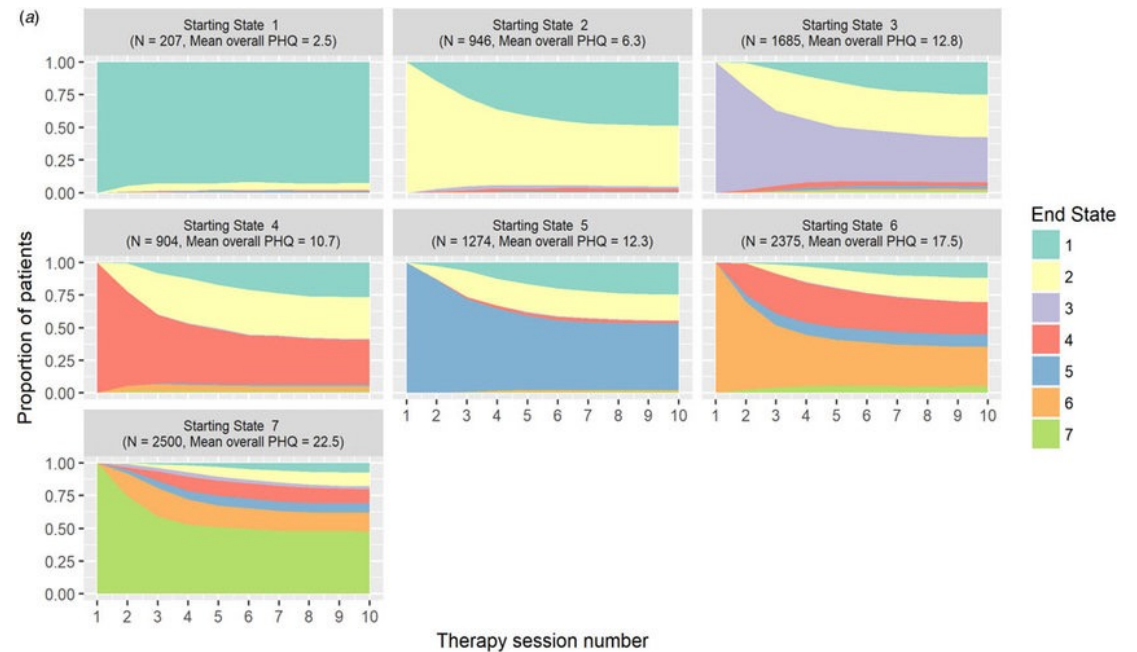 (a)
Starting State 1
(N = 207, Mean overall PHQ = 2.5)
Starting State 2
(N = 946, Mean overall PHQ = 6.3)
Starting State 3
(N = 1685, Mean overall PHQ = 12.8)
1.00
0.75
0.50
0.25
0.00
Starting State 4
(N = 904, Mean overall PHQ = 10.7)
Starting State 5
(N = 1274, Mean overall PHQ = 12.3)
Starting State 6
(N = 2375, Mean overall PHQ = 17.5)
1.00
0.75
0.50
0.25
0.00
1 2 3 4 5 6 7 8 9 10
1 2 3 4 5 6 7 8 9 10
Starting State 7
(N = 2500, Mean overall PHQ = 22.5)
1.00
0.75
0.50
0.25
0.00
1 2 3 4 5 6 7 8 9 10
Proportion of patients
Therapy session number
End State
1
2
3
4
5
6
7